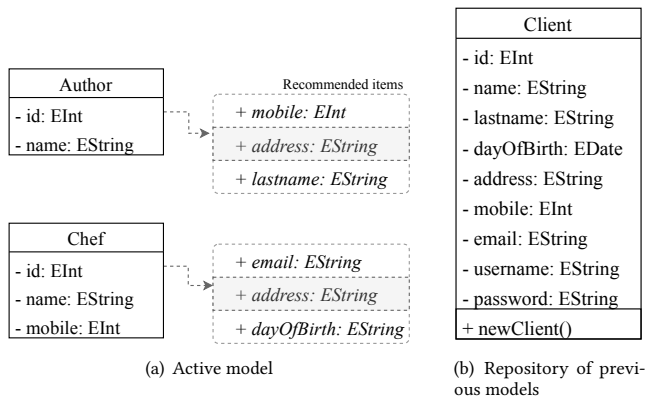 Author
- id: EInt
- name: EString
Recommended items
+ mobile: EInt
+ address: EString
+ lastname: EString
Chef
- id: EInt
- name: EString
- mobile: EInt
+ email: EString
+ address: EString
+ dayOfBirth: EString
(a) Active model
Client
- id: EInt
- name: EString
- lastname: EString
- dayOfBirth: EDate
- address: EString
- mobile: EInt
- email: EString
- username: EString
- password: EString
+ newClient()
(b) Repository of previ-
ous models